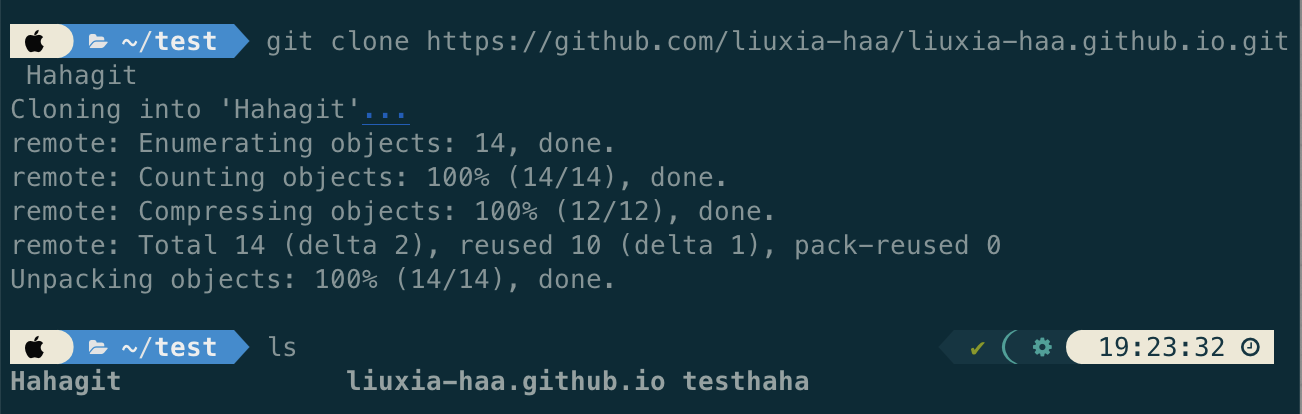 ~/test git clone https://github.com/liuxia-haa/liuxia-haa.github.io.git
Hahagit
Cloning into 'Hahagit'...
remote: Enumerating objects: 14, done.
remote: Counting objects: 100% (14/14), done.
remote: Compressing objects: 100% (12/12), done.
remote: Total 14 (delta 2), reused 10 (delta 1), pack-reused 0
Unpacking objects: 100% (14/14), done.
~/test ls ✔ 19:23:32
Hahagit liuxia-haa.github.io testhaha